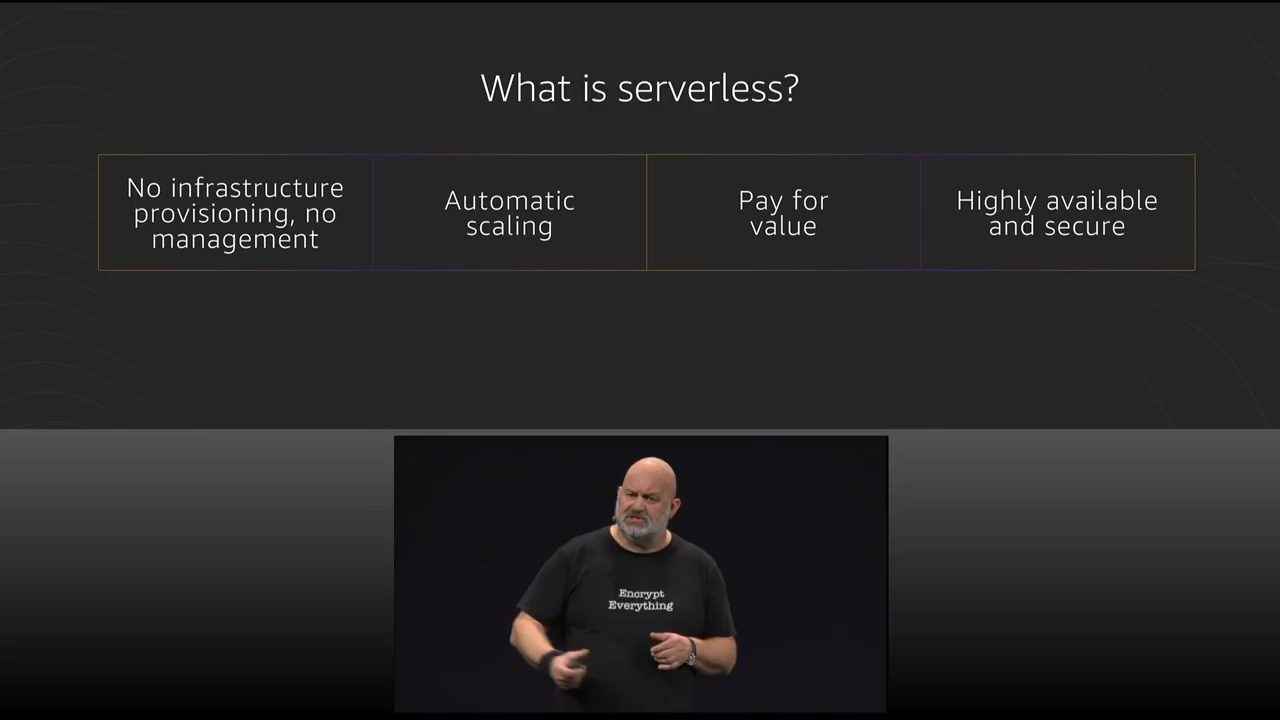 What is serverless?
No infrastructure
provisioning, no
management
Automatic
scaling
Pay for
value
Highly available
and secure
Encrypt
Everything